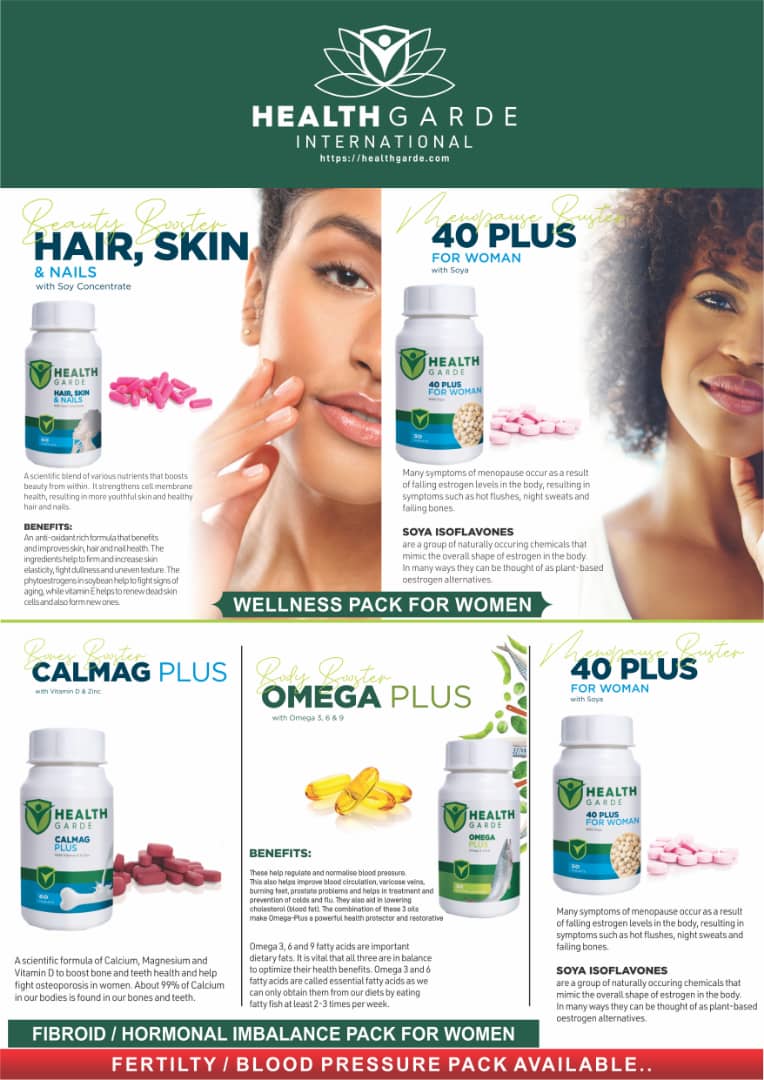 HEALTH GARDE
INTERNATIONAL
https://healthgarde.com
Beauty Booster
HAIR, SKIN
& NAILS
with Soy Concentrate
HEALTH
GARDE
HAIR, SKIN
& NAILS
60
A scientific blend of various nutrients that boosts
beauty from within. It strengthens cell membrane
health, resulting in more youthful skin and healthy
hair and nails.
BENEFITS:
An anti-oxidant rich formula that benefits
and improves skin, hair and nail health. The
ingredients help to firm and increase skin
elasticity, fight dullness and uneven texture. The
phytoestrogens in soybean help to fight signs of
aging, while vitamin E helps to renew dead skin
cells and also form new ones.
Menopause Buster
40 PLUS
FOR WOMAN
with Soya
HEALTH
GARDE
40 PLUS
FOR WOMAN
30
Many symptoms of menopause occur as a result
of falling estrogen levels in the body, resulting in
symptoms such as hot flushes, night sweats and
failing bones.
SOYA ISOFLAVONES
are a group of naturally occuring chemicals that
mimic the overall shape of estrogen in the body.
In many ways they can be thought of as plant-based
oestrogen alternatives.
WELLNESS PACK FOR WOMEN
Bones Booster
CALMAG PLUS
with Vitamin D & Zinc
HEALTH
GARDE
CALMAG
PLUS
60
A scientific formula of Calcium, Magnesium and
Vitamin D to boost bone and teeth health and help
fight osteoporosis in women. About 99% of Calcium
in our bodies is found in our bones and teeth.
Body Booster
OMEGA PLUS
with Omega 3, 6 & 9
HEALTH
GARDE
OMEGA
PLUS
BENEFITS:
These help regulate and normalise blood pressure.
This also helps improve blood circulation, varicose veins,
burning feet, prostate problems and helps in treatment and
prevention of colds and flu. They also aid in lowering
cholesterol (blood fat). The combination of these 3 oils
make Omega-Plus a powerful health protector and restorative
Omega 3, 6 and 9 fatty acids are important
dietary fats. It is vital that all three are in balance
to optimize their health benefits. Omega 3 and 6
fatty acids are called essential fatty acids as we
can only obtain them from our diets by eating
fatty fish at least 2-3 times per week.
Menopause Buster
40 PLUS
FOR WOMAN
with Soya
HEALTH
GARDE
40 PLUS
FOR WOMAN
30
Many symptoms of menopause occur as a result
of falling estrogen levels in the body, resulting in
symptoms such as hot flushes, night sweats and
failing bones.
SOYA ISOFLAVONES
are a group of naturally occuring chemicals that
mimic the overall shape of estrogen in the body.
In many ways they can be thought of as plant-based
oestrogen alternatives.
FIBROID / HORMONAL IMBALANCE PACK FOR WOMEN
FERTILTY / BLOOD PRESSURE PACK AVAILABLE..